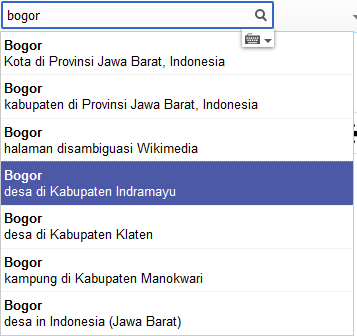 bogor
Bogor
Kota di Provinsi Jawa Barat, Indonesia
Bogor
kabupaten di Provinsi Jawa Barat, Indonesia
Bogor
halaman disambiguasi Wikimedia
Bogor
desa di Kabupaten Indramayu
Bogor
desa di Kabupaten Klaten
Bogor
kampung di Kabupaten Manokwari
Bogor
desa in Indonesia (Jawa Barat)